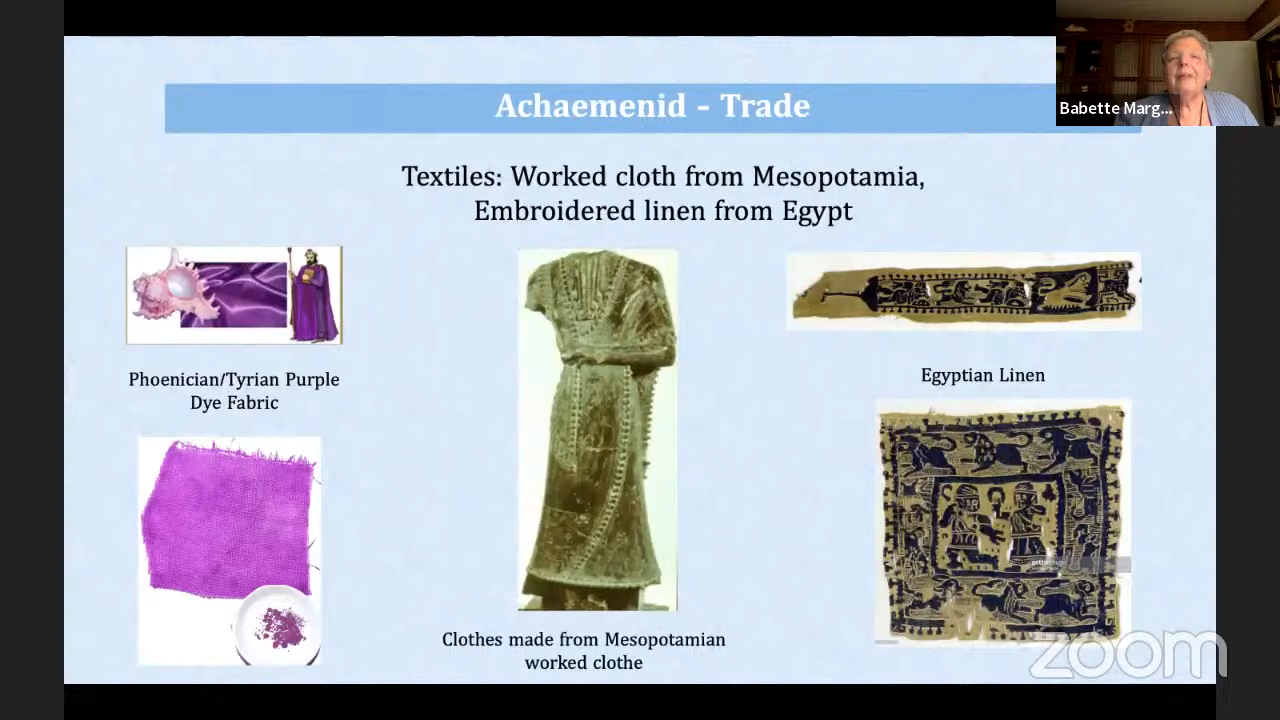 Achaemenid - Trade
Babette Marg...
Textiles: Worked cloth from Mesopotamia,
Embroidered linen from Egypt
Phoenician/Tyrian Purple
Dye Fabric
Egyptian Linen
Clothes made from Mesopotamian
worked clothe
zoom